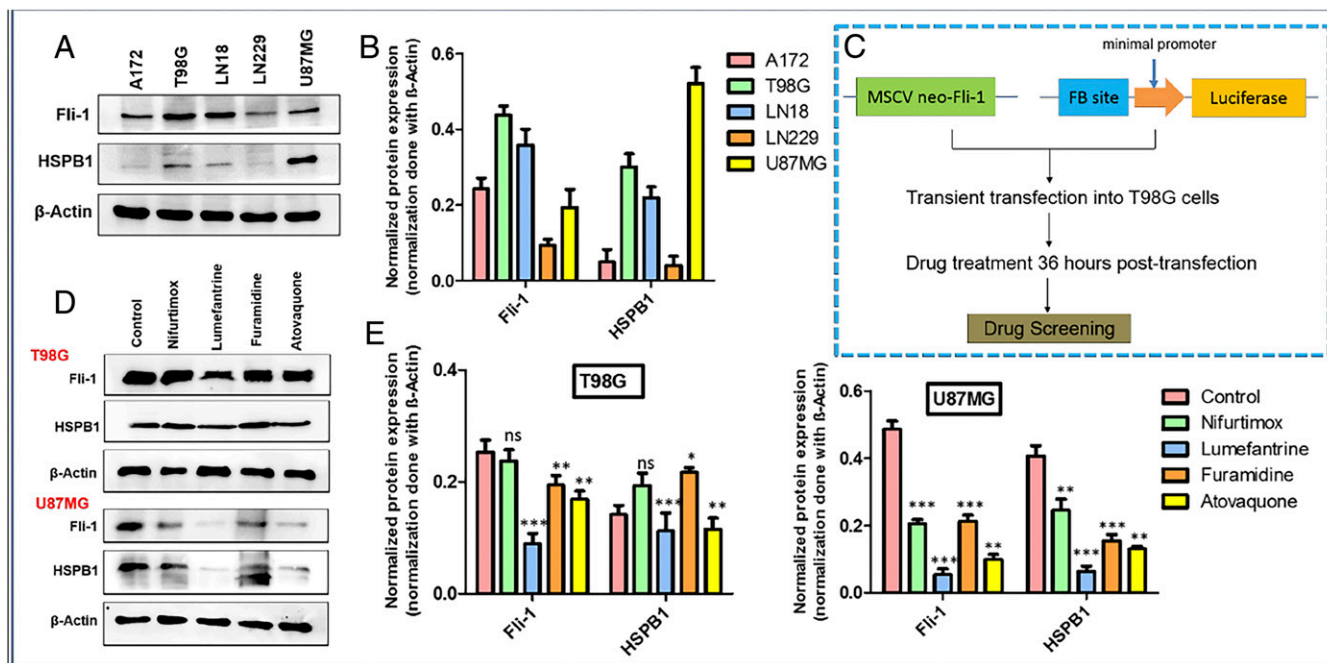 A
A172
T98G
LN18
LN229
U87MG
Fli-1
HSPB1
β-Actin
B
Normalized protein expression
(normalization done with ß-Actin)
0.6
0.4
0.2
0.0
Fli-1
HSPB1
A172
T98G
LN18
LN229
U87MG
C
minimal promoter
MSCV neo-Fli-1
FB site
Luciferase
Transient transfection into T98G cells
Drug treatment 36 hours post-transfection
Drug Screening
D
Control
Nifurtimox
Lumefantrine
Furamidine
Atovaquone
T98G
Fli-1
HSPB1
β-Actin
U87MG
Fli-1
HSPB1
β-Actin
E
T98G
Normalized protein expression
(normalization done with ß-Actin)
0.4
0.2
0.0
ns
***
**
**
ns
***
*
**
Fli-1
HSPB1
U87MG
Normalized protein expression
(normalization done with ß-Actin)
0.6
0.4
0.2
0.0
***
***
***
**
**
***
***
**
Fli-1
HSPB1
Control
Nifurtimox
Lumefantrine
Furamidine
Atovaquone